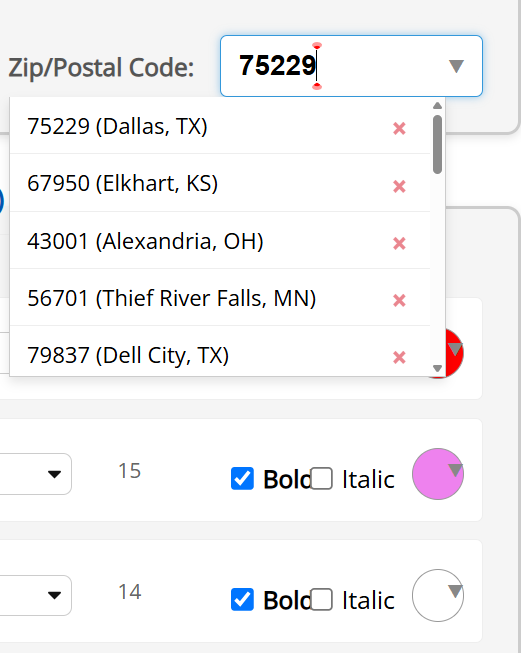 Zip/Postal Code: 75229
75229 (Dallas, TX)
67950 (Elkhart, KS)
43001 (Alexandria, OH)
56701 (Thief River Falls, MN)
79837 (Dell City, TX)
15 Bold Italic
14 Bold Italic